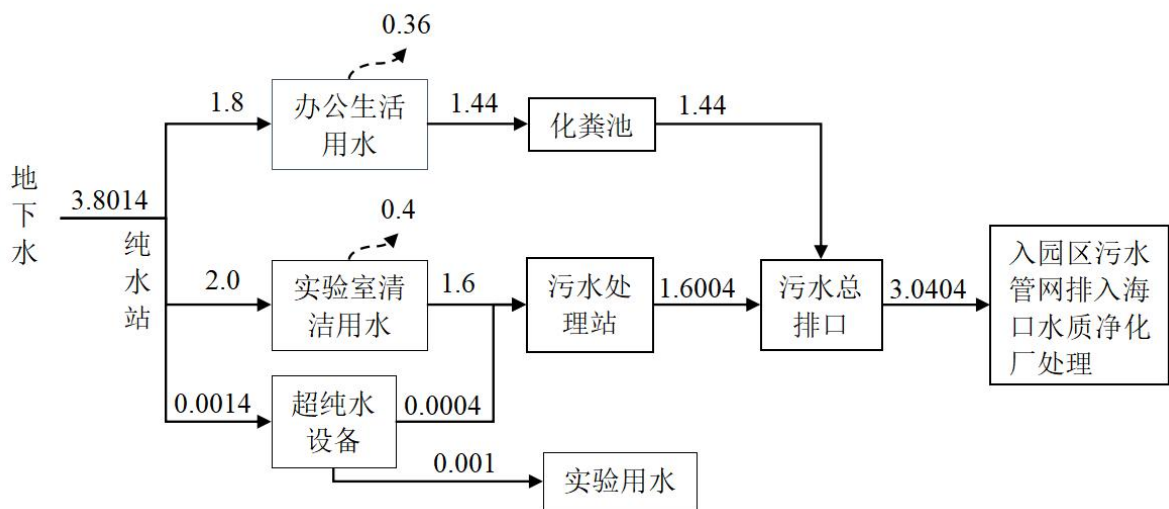 0.36
1.8
办公生活
用水
1.44
化粪池
1.44
地
下
水
3.8014
纯
水
站
0.4
2.0
实验室清
洁用水
1.6
污水处
理站
1.6004
污水总
排口
3.0404
入园区污水
管网排入海
口水质净化
厂处理
0.0014
超纯水
设备
0.0004
0.001
实验用水